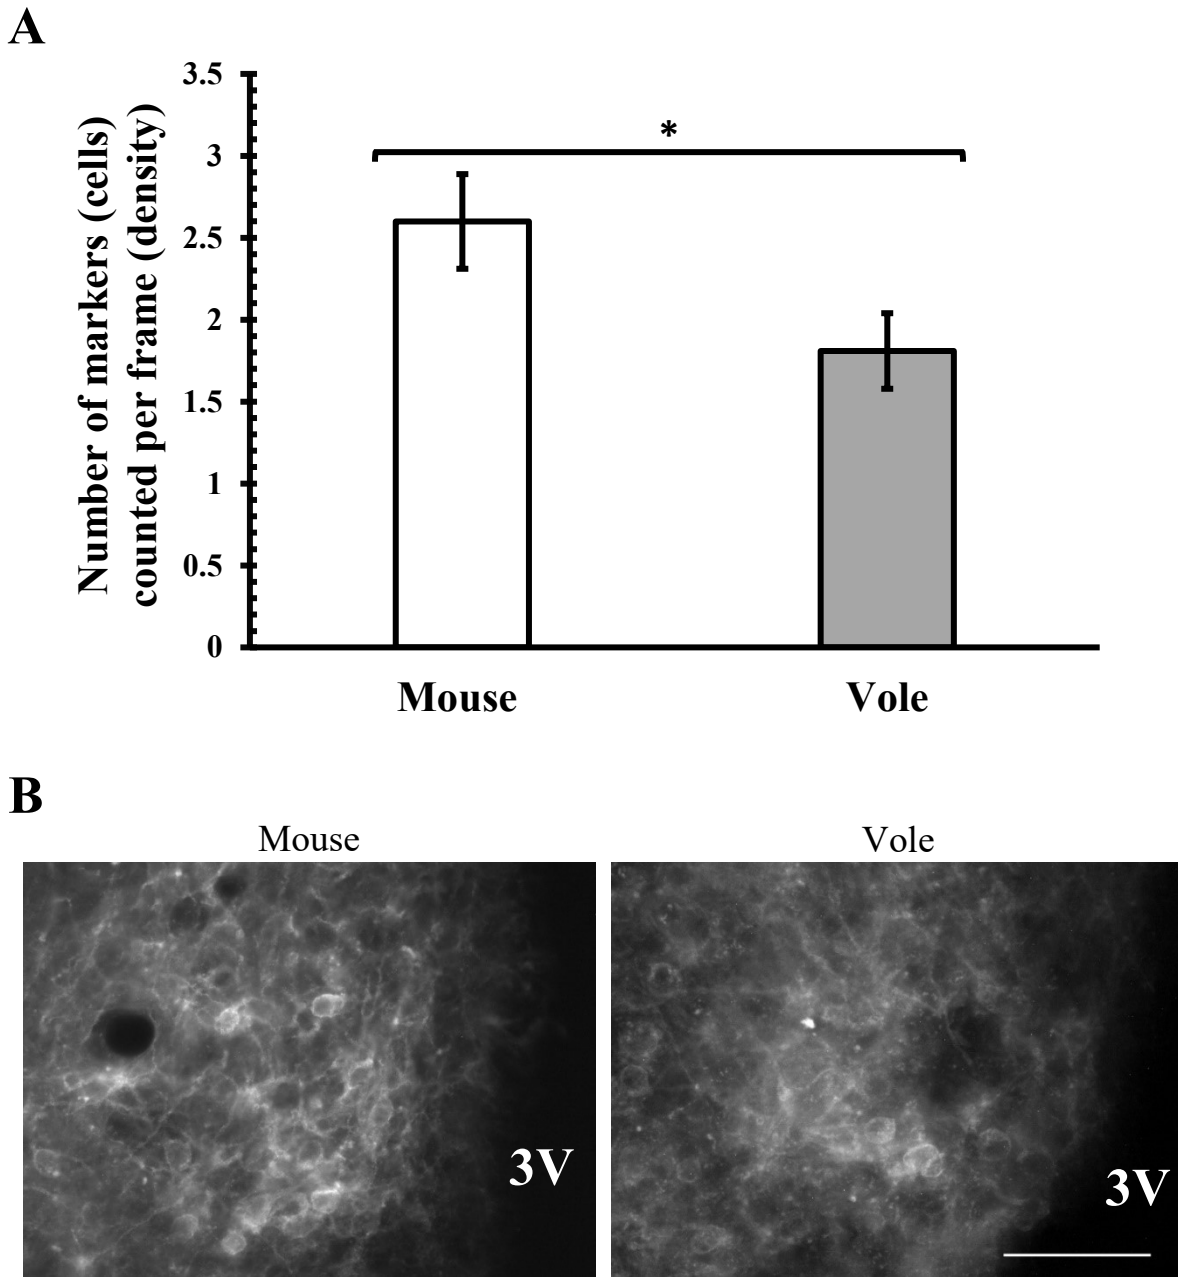 A
3.5
3
2.5
2
1.5
1
0.5
0
Number of markers (cells)
counted per frame (density)
*
Mouse
Vole
B
Mouse
Vole
3V
3V